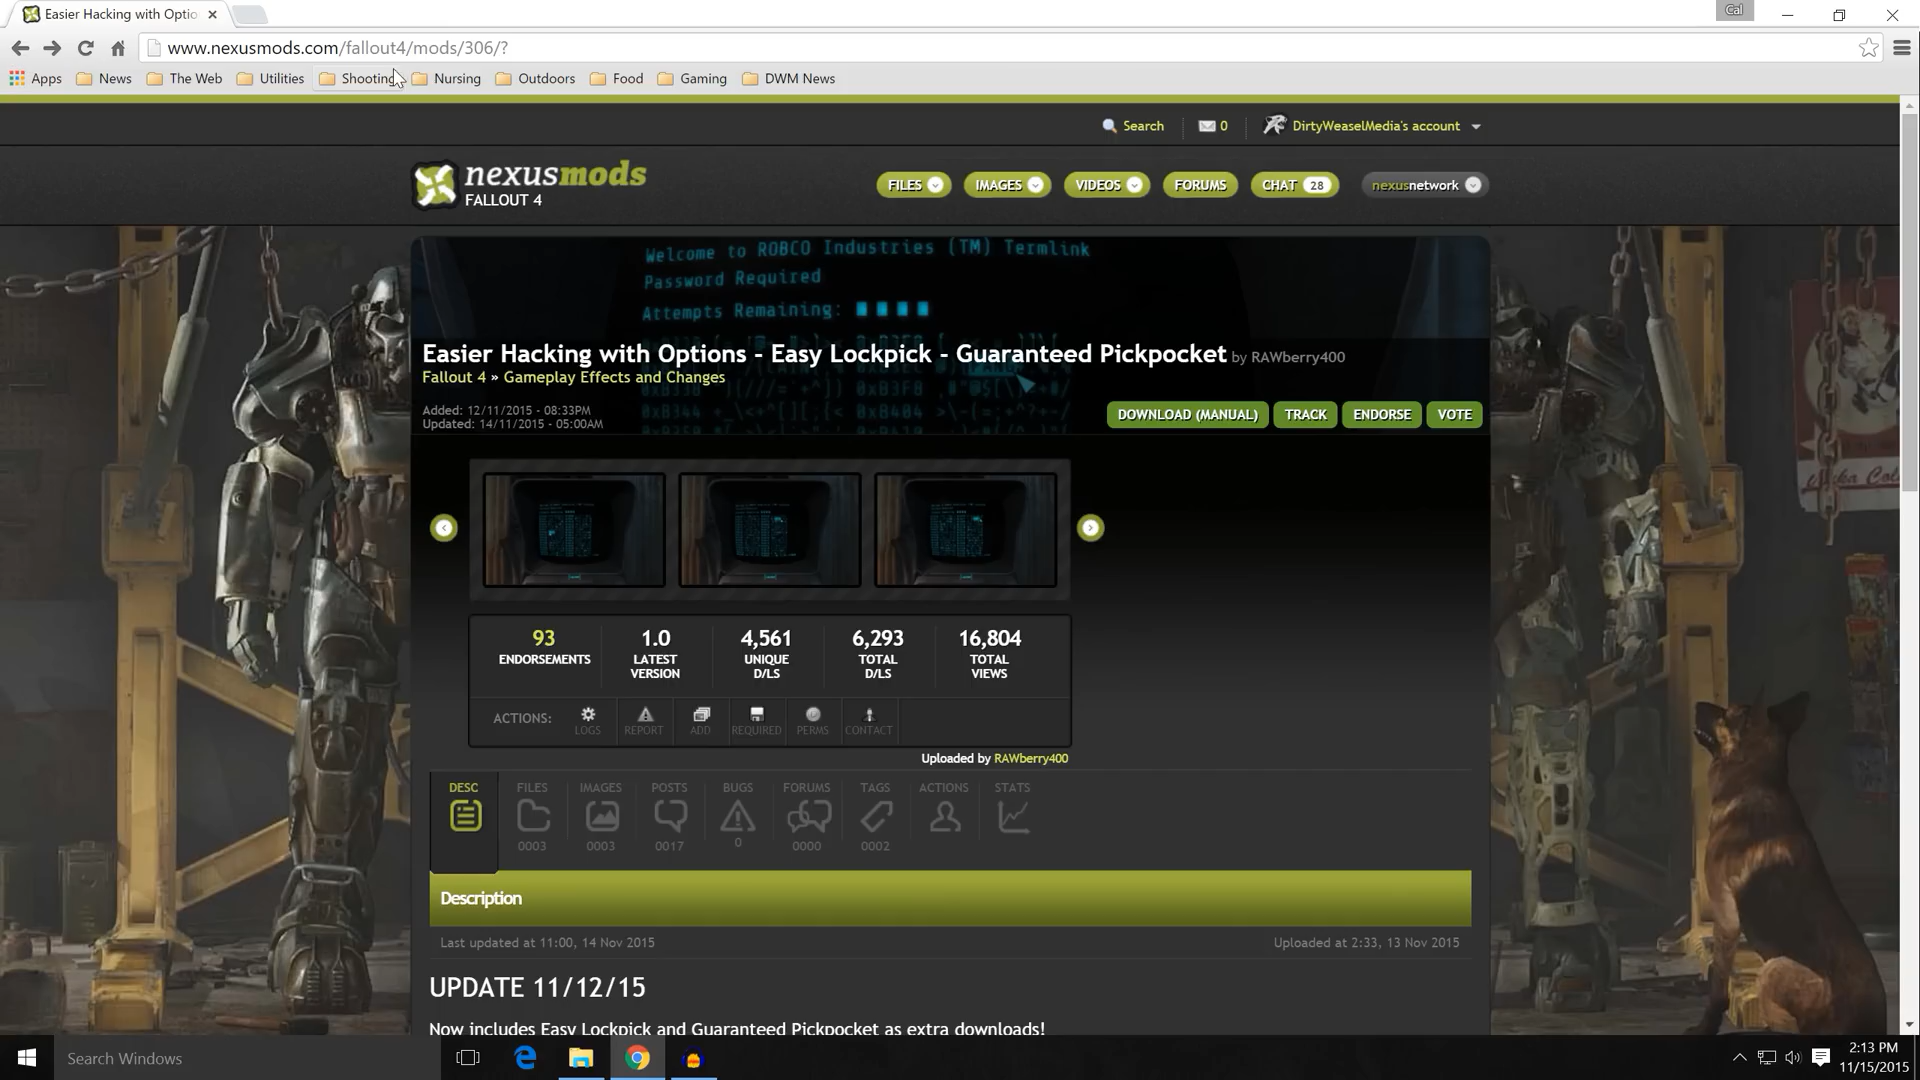 Easier Hacking with Optio
Cal
www.nexusmods.com/fallout4/mods/306/?
Apps News The Web Utilities Shooting Nursing Outdoors Food Gaming DWM News
Search 0 DirtyWeaselMedia's account
nexusmods
FALLOUT 4
FILES IMAGES VIDEOS FORUMS CHAT 28 nexusnetwork
Welcome to ROBCO Industries (TM) Termlink
Password Required
Attempts Remaining:
Easier Hacking with Options - Easy Lockpick - Guaranteed Pickpocket by RAWberry400
Fallout 4 » Gameplay Effects and Changes
Added: 12/11/2015 - 08:33PM
Updated: 14/11/2015 - 05:00AM
DOWNLOAD (MANUAL) TRACK ENDORSE VOTE
93 1.0 4,561 6,293 16,804
ENDORSEMENTS LATEST VERSION UNIQUE D/LS TOTAL D/LS TOTAL VIEWS
ACTIONS: LOGS REPORT ADD REQUIRED PERMS CONTACT
Uploaded by RAWberry400
DESC FILES IMAGES POSTS BUGS FORUMS TAGS ACTIONS STATS
0003 0003 0017 0 0000 0002
Description
Last updated at 11:00, 14 Nov 2015 Uploaded at 2:33, 13 Nov 2015
UPDATE 11/12/15
Now includes Easy Lockpick and Guaranteed Pickpocket as extra downloads!
Search Windows
2:13 PM
11/15/2015